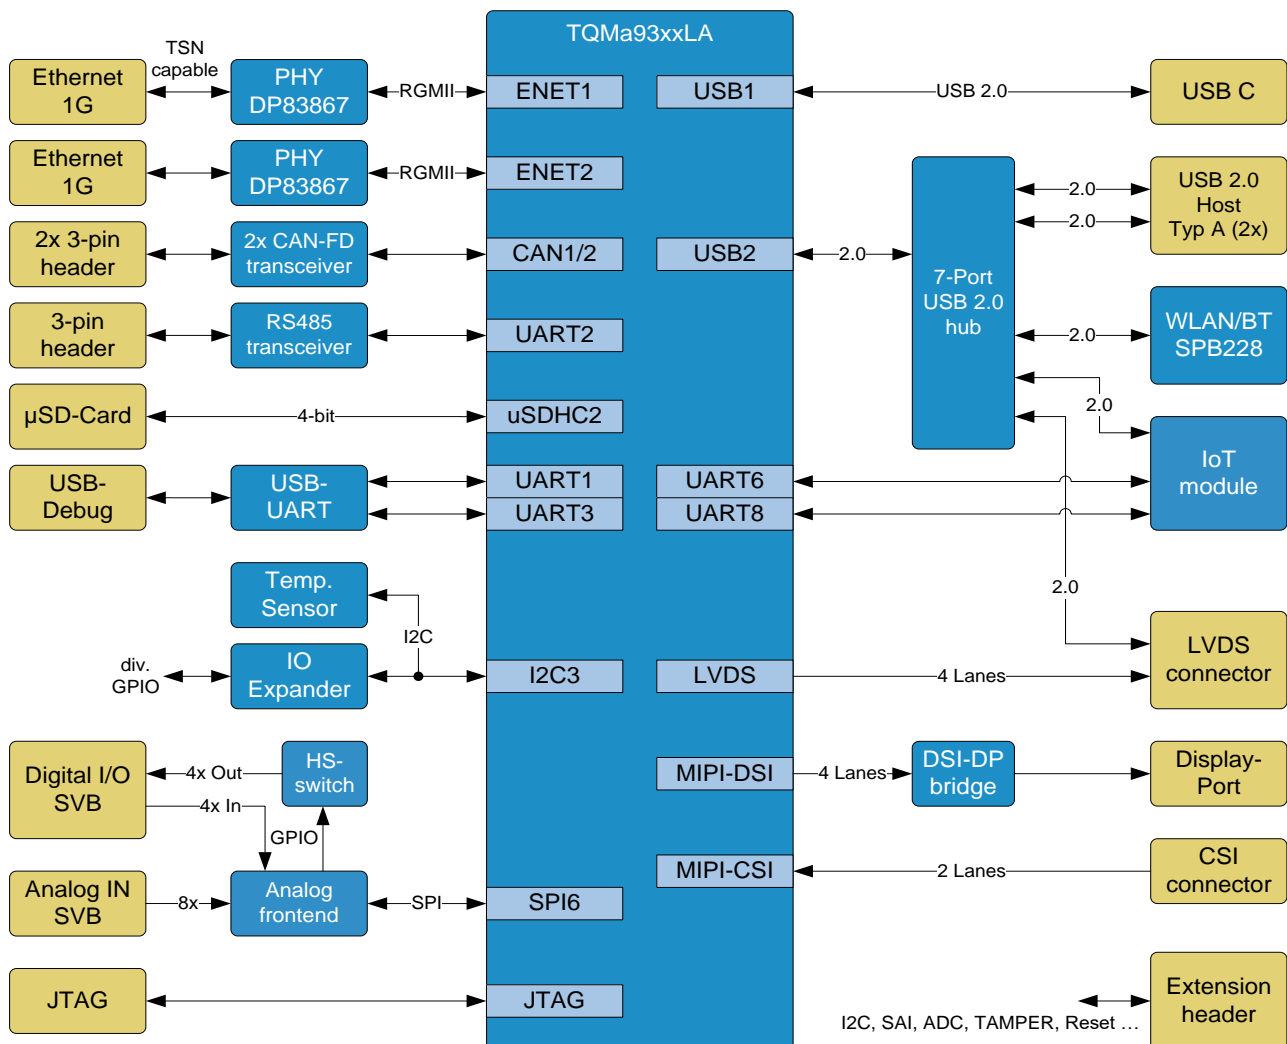 TQMa93xxLA
Ethernet
1G
TSN
capable
PHY
DP83867
RGMII
ENET1
USB1
USB 2.0
USB C
Ethernet
1G
PHY
DP83867
RGMII
ENET2
2.0
2.0
USB 2.0
Host
Typ A (2x)
2x 3-pin
header
2x CAN-FD
transceiver
CAN1/2
USB2
2.0
7-Port
USB 2.0
hub
3-pin
header
RS485
transceiver
UART2
2.0
WLAN/BT
SPB228
µSD-Card
4-bit
uSDHC2
2.0
IoT
module
USB-
Debug
USB-
UART
UART1
UART3
UART6
UART8
Temp.
Sensor
I2C
2.0
div.
GPIO
IO
Expander
I2C3
LVDS
4 Lanes
LVDS
connector
Digital I/O
SVB
4x Out
4x In
HS-
switch
GPIO
MIPI-DSI
4 Lanes
DSI-DP
bridge
Display-
Port
MIPI-CSI
2 Lanes
CSI
connector
Analog IN
SVB
8x
Analog
frontend
SPI
SPI6
JTAG
JTAG
I2C, SAI, ADC, TAMPER, Reset …
Extension
header